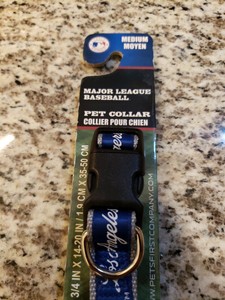 MEDIUM
MOYEN
MAJOR LEAGUE
BASEBALL
PET COLLAR
COLLIER POUR CHIEN
Los Angeles
3/4 IN X 14-20 IN / 1.9 CM X 35-50 CM
WWW.PETSFIRSTCOMPANY.COM